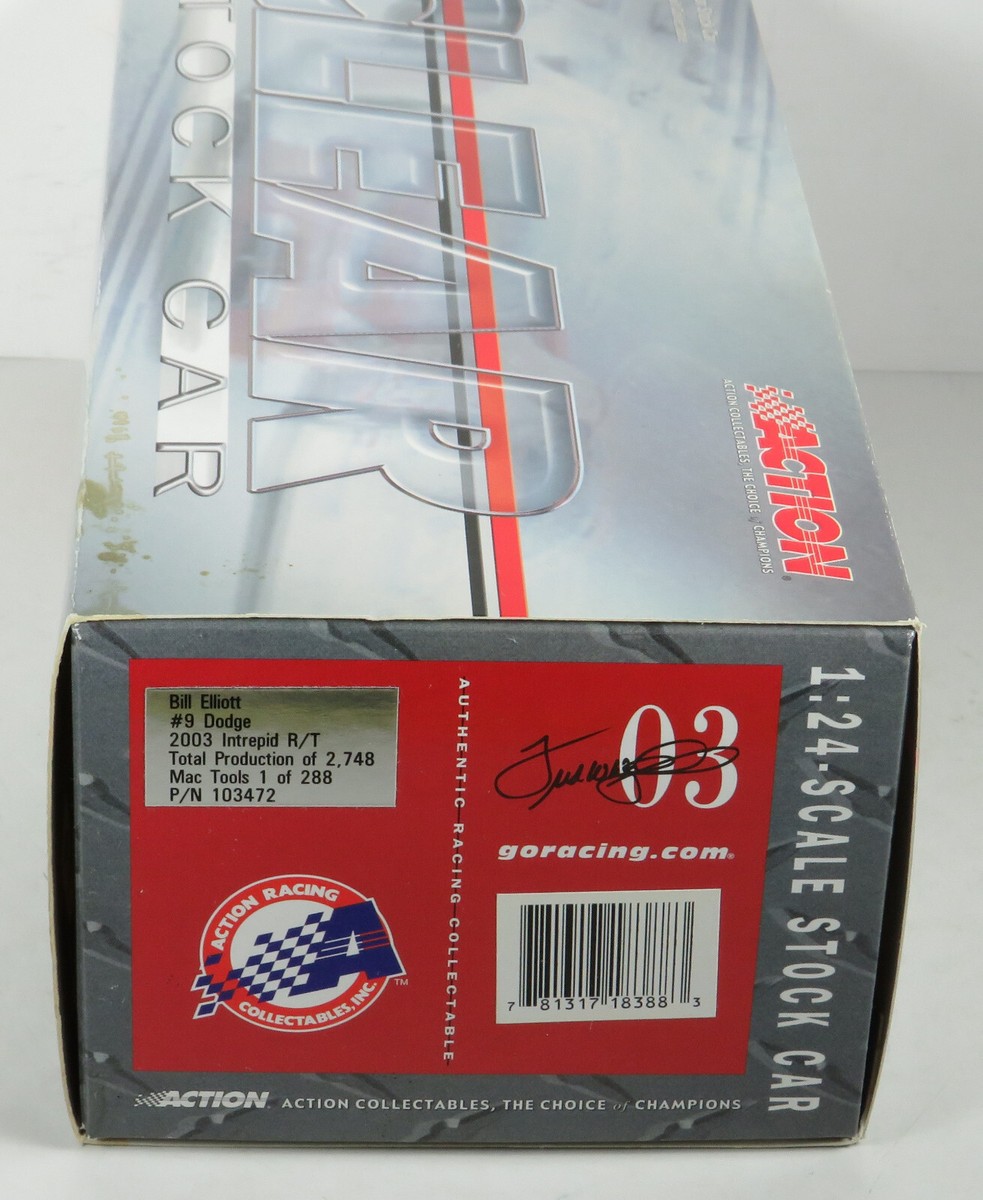 CLEAR
STOCK CAR
ACTION
ACTION COLLECTABLES, THE CHOICE of CHAMPIONS
Bill Elliott
#9 Dodge
2003 Intrepid R/T
Total Production of 2,748
Mac Tools 1 of 288
P/N 103472
AUTHENTIC RACING COLLECTABLE
03
goracing.com®
7 81317 18388 3
ACTION RACING
COLLECTABLES, INC.
A
TM
1:24-SCALE STOCK CAR
ACTION ACTION COLLECTABLES, THE CHOICE of CHAMPIONS